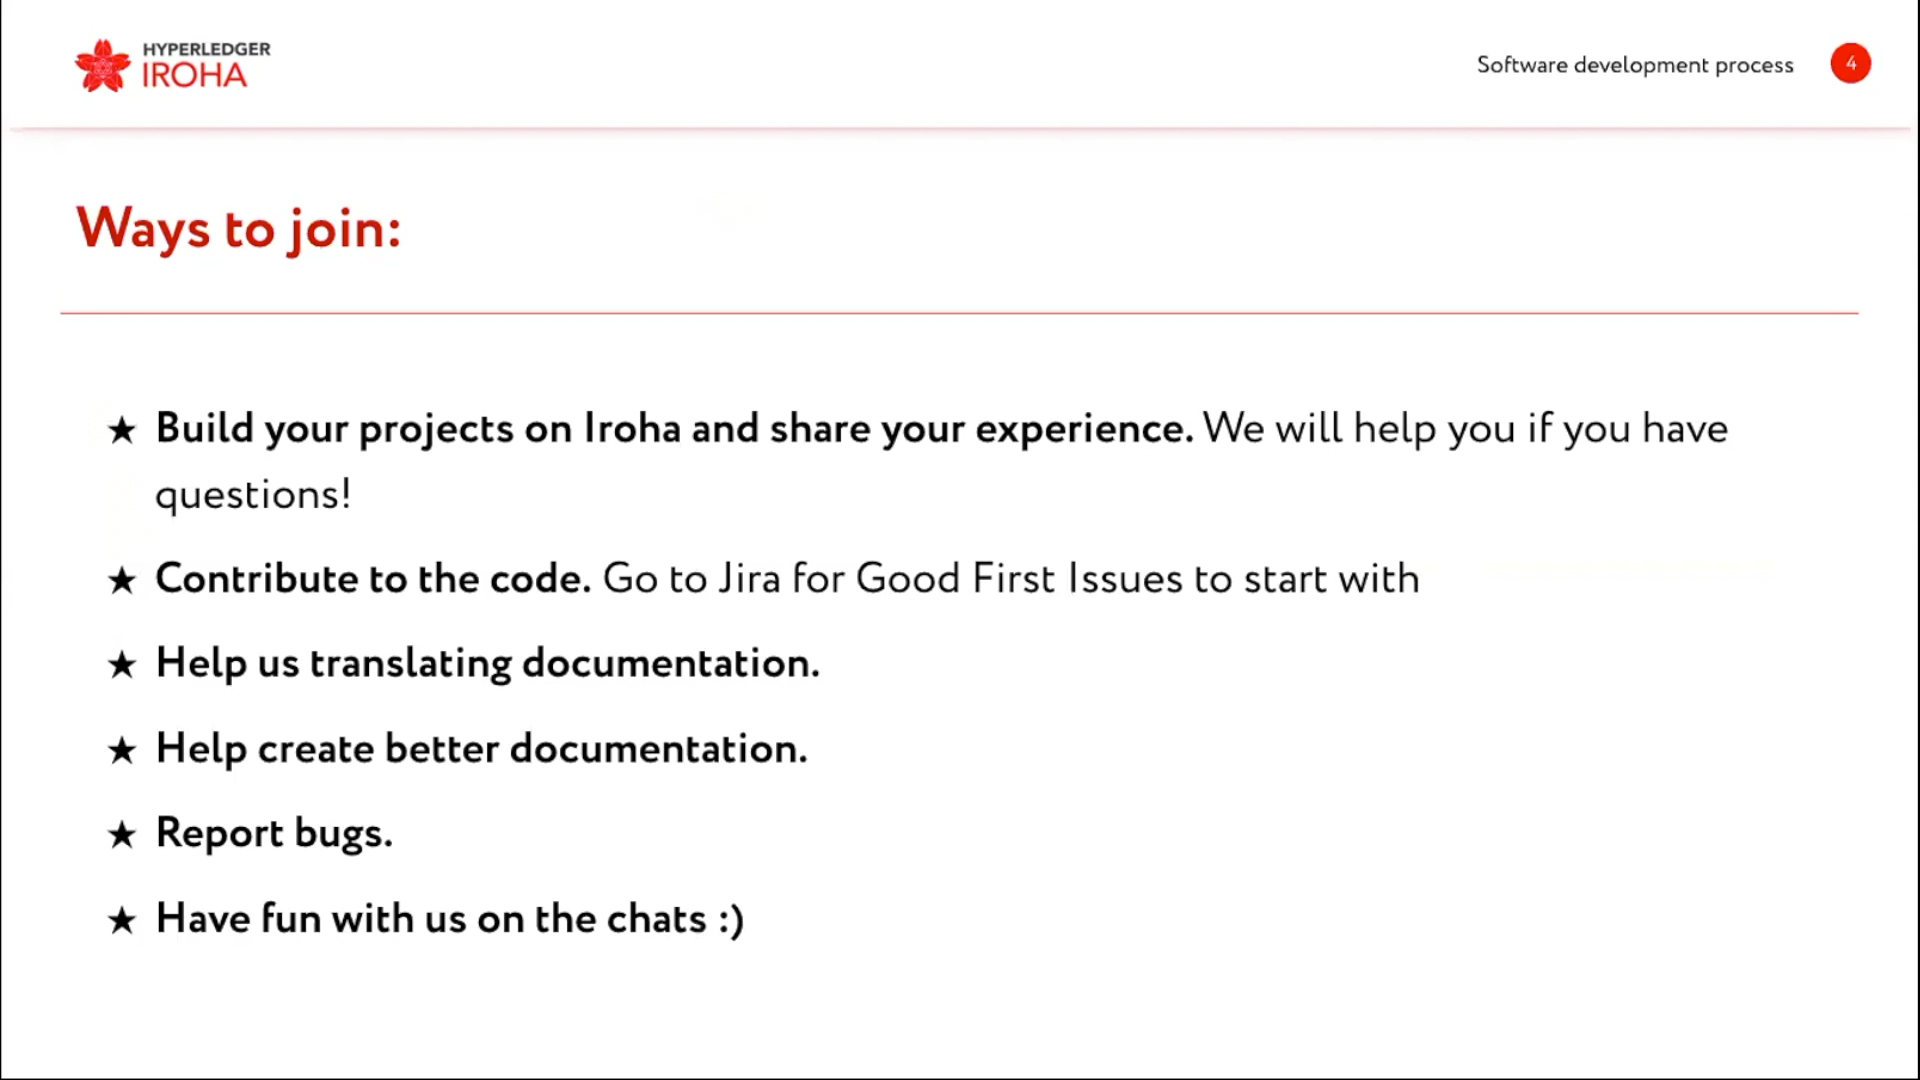 HYPERLEDGER
IROHA
Software development process
4
Ways to join:
★ Build your projects on Iroha and share your experience. We will help you if you have
questions!
★ Contribute to the code. Go to Jira for Good First Issues to start with
★ Help us translating documentation.
★ Help create better documentation.
★ Report bugs.
★ Have fun with us on the chats :)